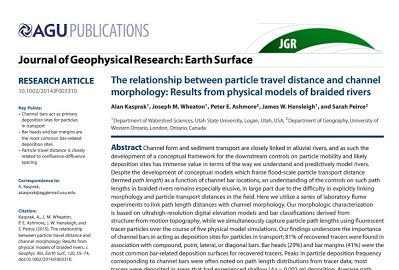 AGU PUBLICATIONS
JGR
Journal of Geophysical Research: Earth Surface
RESEARCH ARTICLE
10.1002/2014JF003310
Key Points:
• Channel bars act as primary
deposition sites for particles
in transport
• Bar heads and margins are
the most common bar-related
deposition sites
• Particle travel distance is closely
related to confluence-diffluence
spacing
Correspondence to:
A. Kasprak,
Citation:
Kasprak, A., J. M. Wheaton,
P. E. Ashmore, J. W. Hensleigh, and
S. Peirce (2015), The relationship
between particle travel distance and
channel morphology: Results from
physical models of braided rivers, J.
Geophys. Res. Earth Surf., 120, 55–74,
The relationship between particle travel distance and channel
morphology: Results from physical models of braided rivers
Alan Kasprak¹, Joseph M. Wheaton¹, Peter E. Ashmore², James W. Hensleigh¹, and Sarah Peirce²
¹Department of Watershed Sciences, Utah State University, Logan, Utah, USA, ²Department of Geography, University of
Western Ontario, London, Ontario, Canada
Abstract Channel form and sediment transport are closely linked in alluvial rivers, and as such the
development of a conceptual framework for the downstream controls on particle mobility and likely
deposition sites has immense value in terms of the way we understand and predictively model rivers.
Despite the development of conceptual models which frame flood-scale particle transport distance
(termed path length) as a function of channel bar locations, an understanding of the controls on such path
lengths in braided rivers remains especially elusive, in large part due to the difficulty in explicitly linking
morphology and particle transport distances in the field. Here we utilize a series of laboratory flume
experiments to link path length distances with channel morphology. Our morphologic characterization
is based on ultrahigh-resolution digital elevation models and bar classifications derived from
structure-from-motion topography, while we simultaneously capture particle path lengths using fluorescent
tracer particles over the course of five physical model simulations. Our findings underscore the importance
of channel bars in acting as deposition sites for particles in transport; 81% of recovered tracers were found in
association with compound, point, lateral, or diagonal bars. Bar heads (29%) and bar margins (41%) were the
most common bar-related deposition surfaces for recovered tracers. Peaks in particle deposition frequency
corresponding to channel bars were often noted on path length distributions from tracer data; most